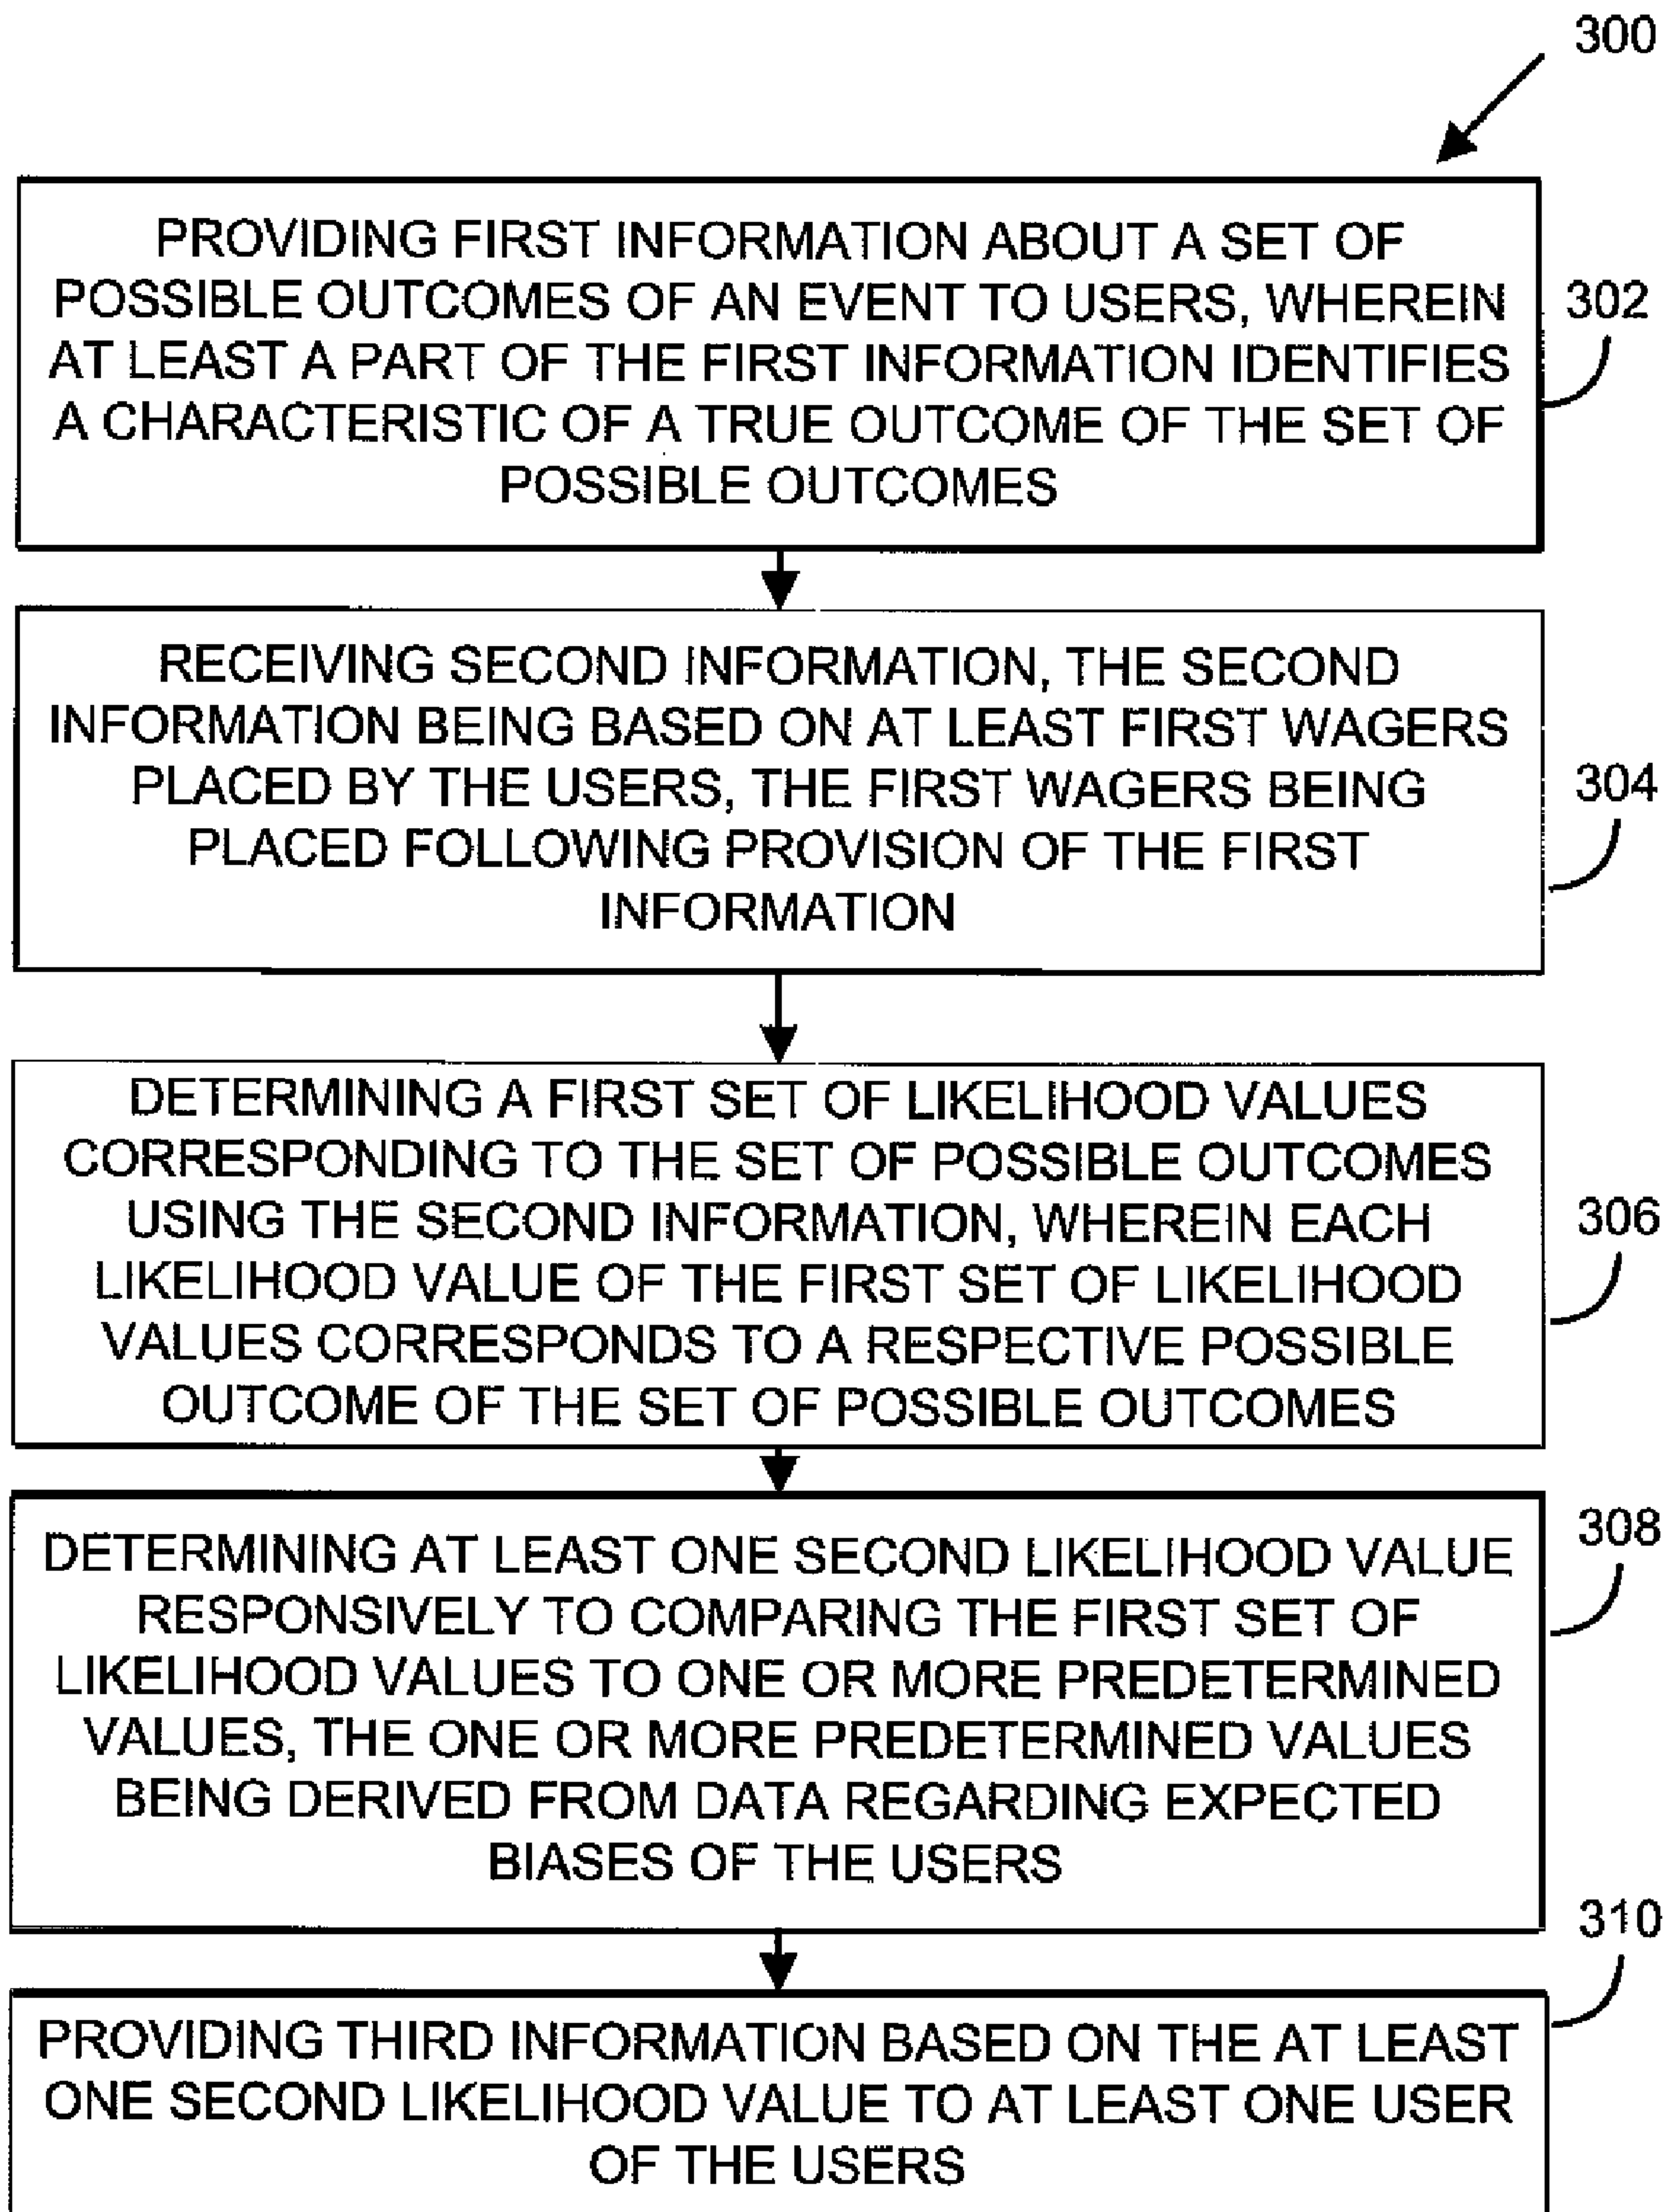 300
PROVIDING FIRST INFORMATION ABOUT A SET OF
POSSIBLE OUTCOMES OF AN EVENT TO USERS, WHEREIN
AT LEAST A PART OF THE FIRST INFORMATION IDENTIFIES
A CHARACTERISTIC OF A TRUE OUTCOME OF THE SET OF
POSSIBLE OUTCOMES
302
RECEIVING SECOND INFORMATION, THE SECOND
INFORMATION BEING BASED ON AT LEAST FIRST WAGERS
PLACED BY THE USERS, THE FIRST WAGERS BEING
PLACED FOLLOWING PROVISION OF THE FIRST
INFORMATION
304
DETERMINING A FIRST SET OF LIKELIHOOD VALUES
CORRESPONDING TO THE SET OF POSSIBLE OUTCOMES
USING THE SECOND INFORMATION, WHEREIN EACH
LIKELIHOOD VALUE OF THE FIRST SET OF LIKELIHOOD
VALUES CORRESPONDS TO A RESPECTIVE POSSIBLE
OUTCOME OF THE SET OF POSSIBLE OUTCOMES
306
DETERMINING AT LEAST ONE SECOND LIKELIHOOD VALUE
RESPONSIVELY TO COMPARING THE FIRST SET OF
LIKELIHOOD VALUES TO ONE OR MORE PREDETERMINED
VALUES, THE ONE OR MORE PREDETERMINED VALUES
BEING DERIVED FROM DATA REGARDING EXPECTED
BIASES OF THE USERS
308
PROVIDING THIRD INFORMATION BASED ON THE AT LEAST
ONE SECOND LIKELIHOOD VALUE TO AT LEAST ONE USER
OF THE USERS
310